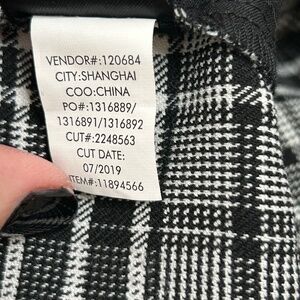 VENDOR#:120684
CITY:SHANGHAI
COO:CHINA
PO#:1316889/
1316891/1316892
CUT#:2248563
CUT DATE:
07/2019
ITEM#:11894566